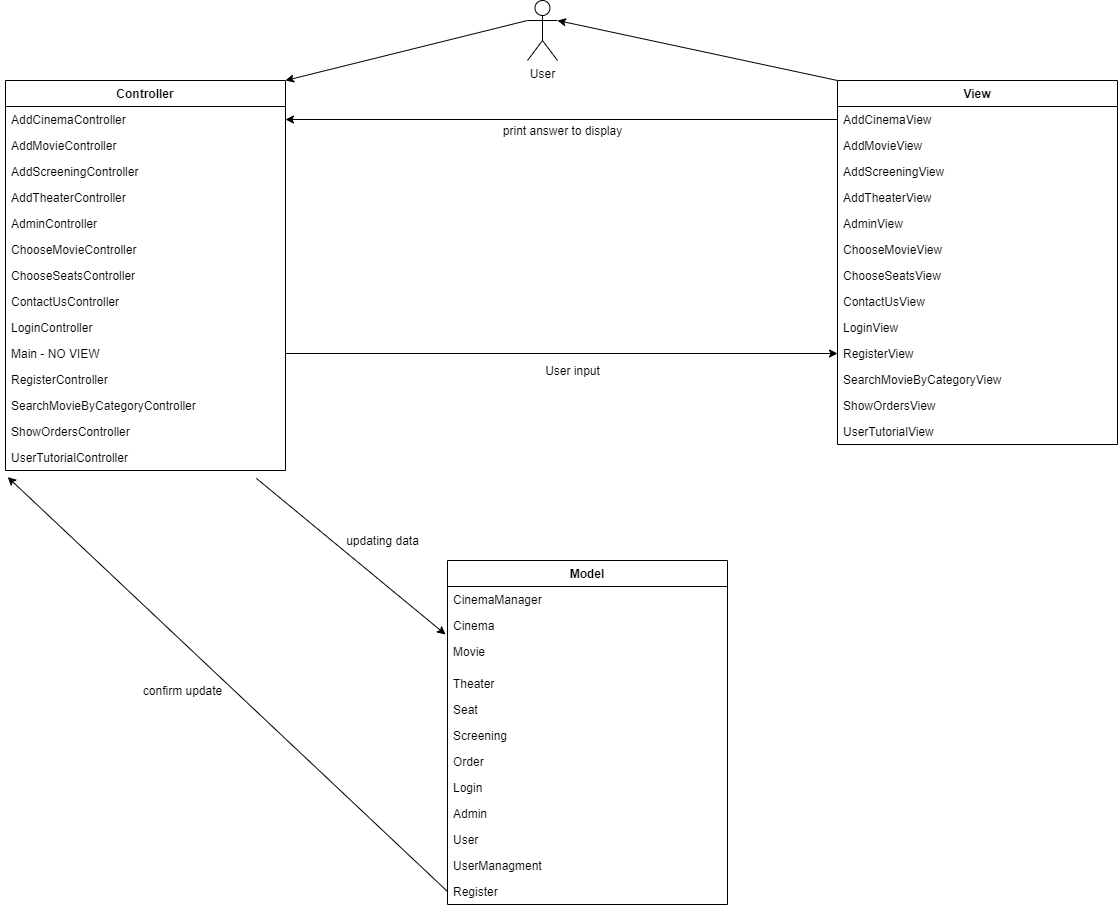 User
Controller
AddCinemaController
AddMovieController
AddScreeningController
AddTheaterController
AdminController
ChooseMovieController
ChooseSeatsController
ContactUsController
LoginController
Main - NO VIEW
RegisterController
SearchMovieByCategoryController
ShowOrdersController
UserTutorialController
print answer to display
User input
View
AddCinemaView
AddMovieView
AddScreeningView
AddTheaterView
AdminView
ChooseMovieView
ChooseSeatsView
ContactUsView
LoginView
RegisterView
SearchMovieByCategoryView
ShowOrdersView
UserTutorialView
updating data
confirm update
Model
CinemaManager
Cinema
Movie
Theater
Seat
Screening
Order
Login
Admin
User
UserManagment
Register